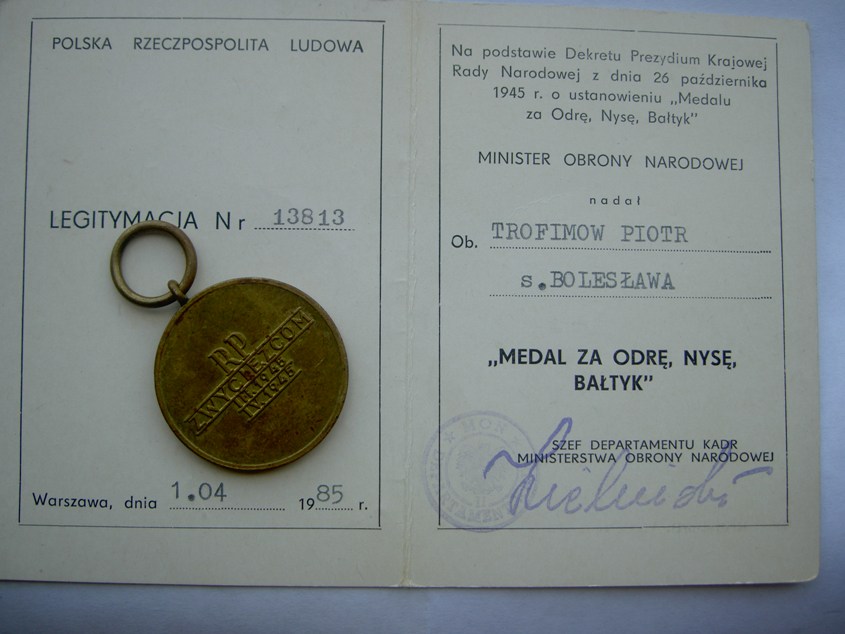 POLSKA RZECZPOSPOLITA LUDOWA
LEGITYMACJA Nr 13813
RP
ZWYCIĘZCOM
1945
Warszawa, dnia 1.04 1985 r.
Na podstawie Dekretu Prezydium Krajowej
Rady Narodowej z dnia 26 października
1945 r. o ustanowieniu „Medalu
za Odrę, Nysę, Bałtyk"
MINISTER OBRONY NARODOWEJ
nadał
Ob. TROFIMOW PIOTR
s.BOLESŁAWA
„MEDAL ZA ODRĘ, NYSĘ,
BAŁTYK"
SZEF DEPARTAMENTU KADR
MINISTERSTWA OBRONY NARODOWEJ
MON